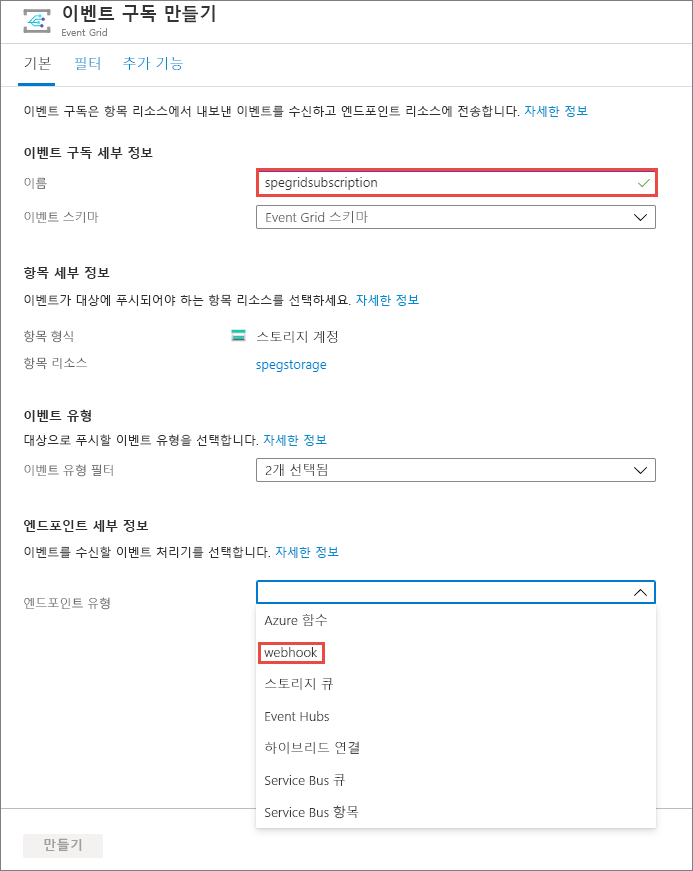 이벤트 구독 만들기
Event Grid
기본 필터 추가 기능
이벤트 구독은 항목 리소스에서 내보낸 이벤트를 수신하고 엔드포인트 리소스에 전송합니다. 자세한 정보
이벤트 구독 세부 정보
이름 spegridsubscription
이벤트 스키마 Event Grid 스키마
항목 세부 정보
이벤트가 대상에 푸시되어야 하는 항목 리소스를 선택하세요. 자세한 정보
항목 형식 스토리지 계정
항목 리소스 spegstorage
이벤트 유형
대상으로 푸시할 이벤트 유형을 선택합니다. 자세한 정보
이벤트 유형 필터 2개 선택됨
엔드포인트 세부 정보
이벤트를 수신할 이벤트 처리기를 선택합니다. 자세한 정보
엔드포인트 유형
Azure 함수
webhook
스토리지 큐
Event Hubs
하이브리드 연결
Service Bus 큐
Service Bus 항목
만들기